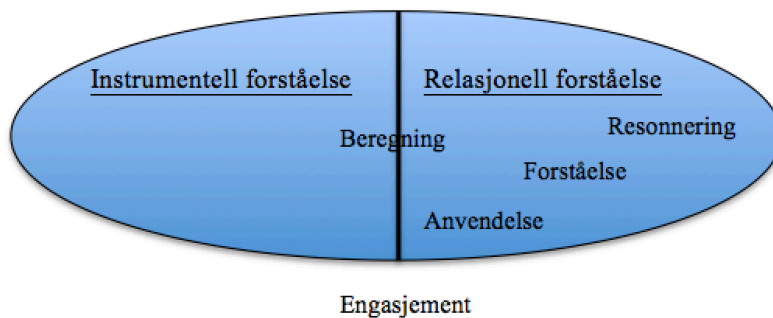 Instrumentell forståelse
Relasjonell forståelse
Resonnering
Beregning
Forståelse
Anvendelse
Engasjement